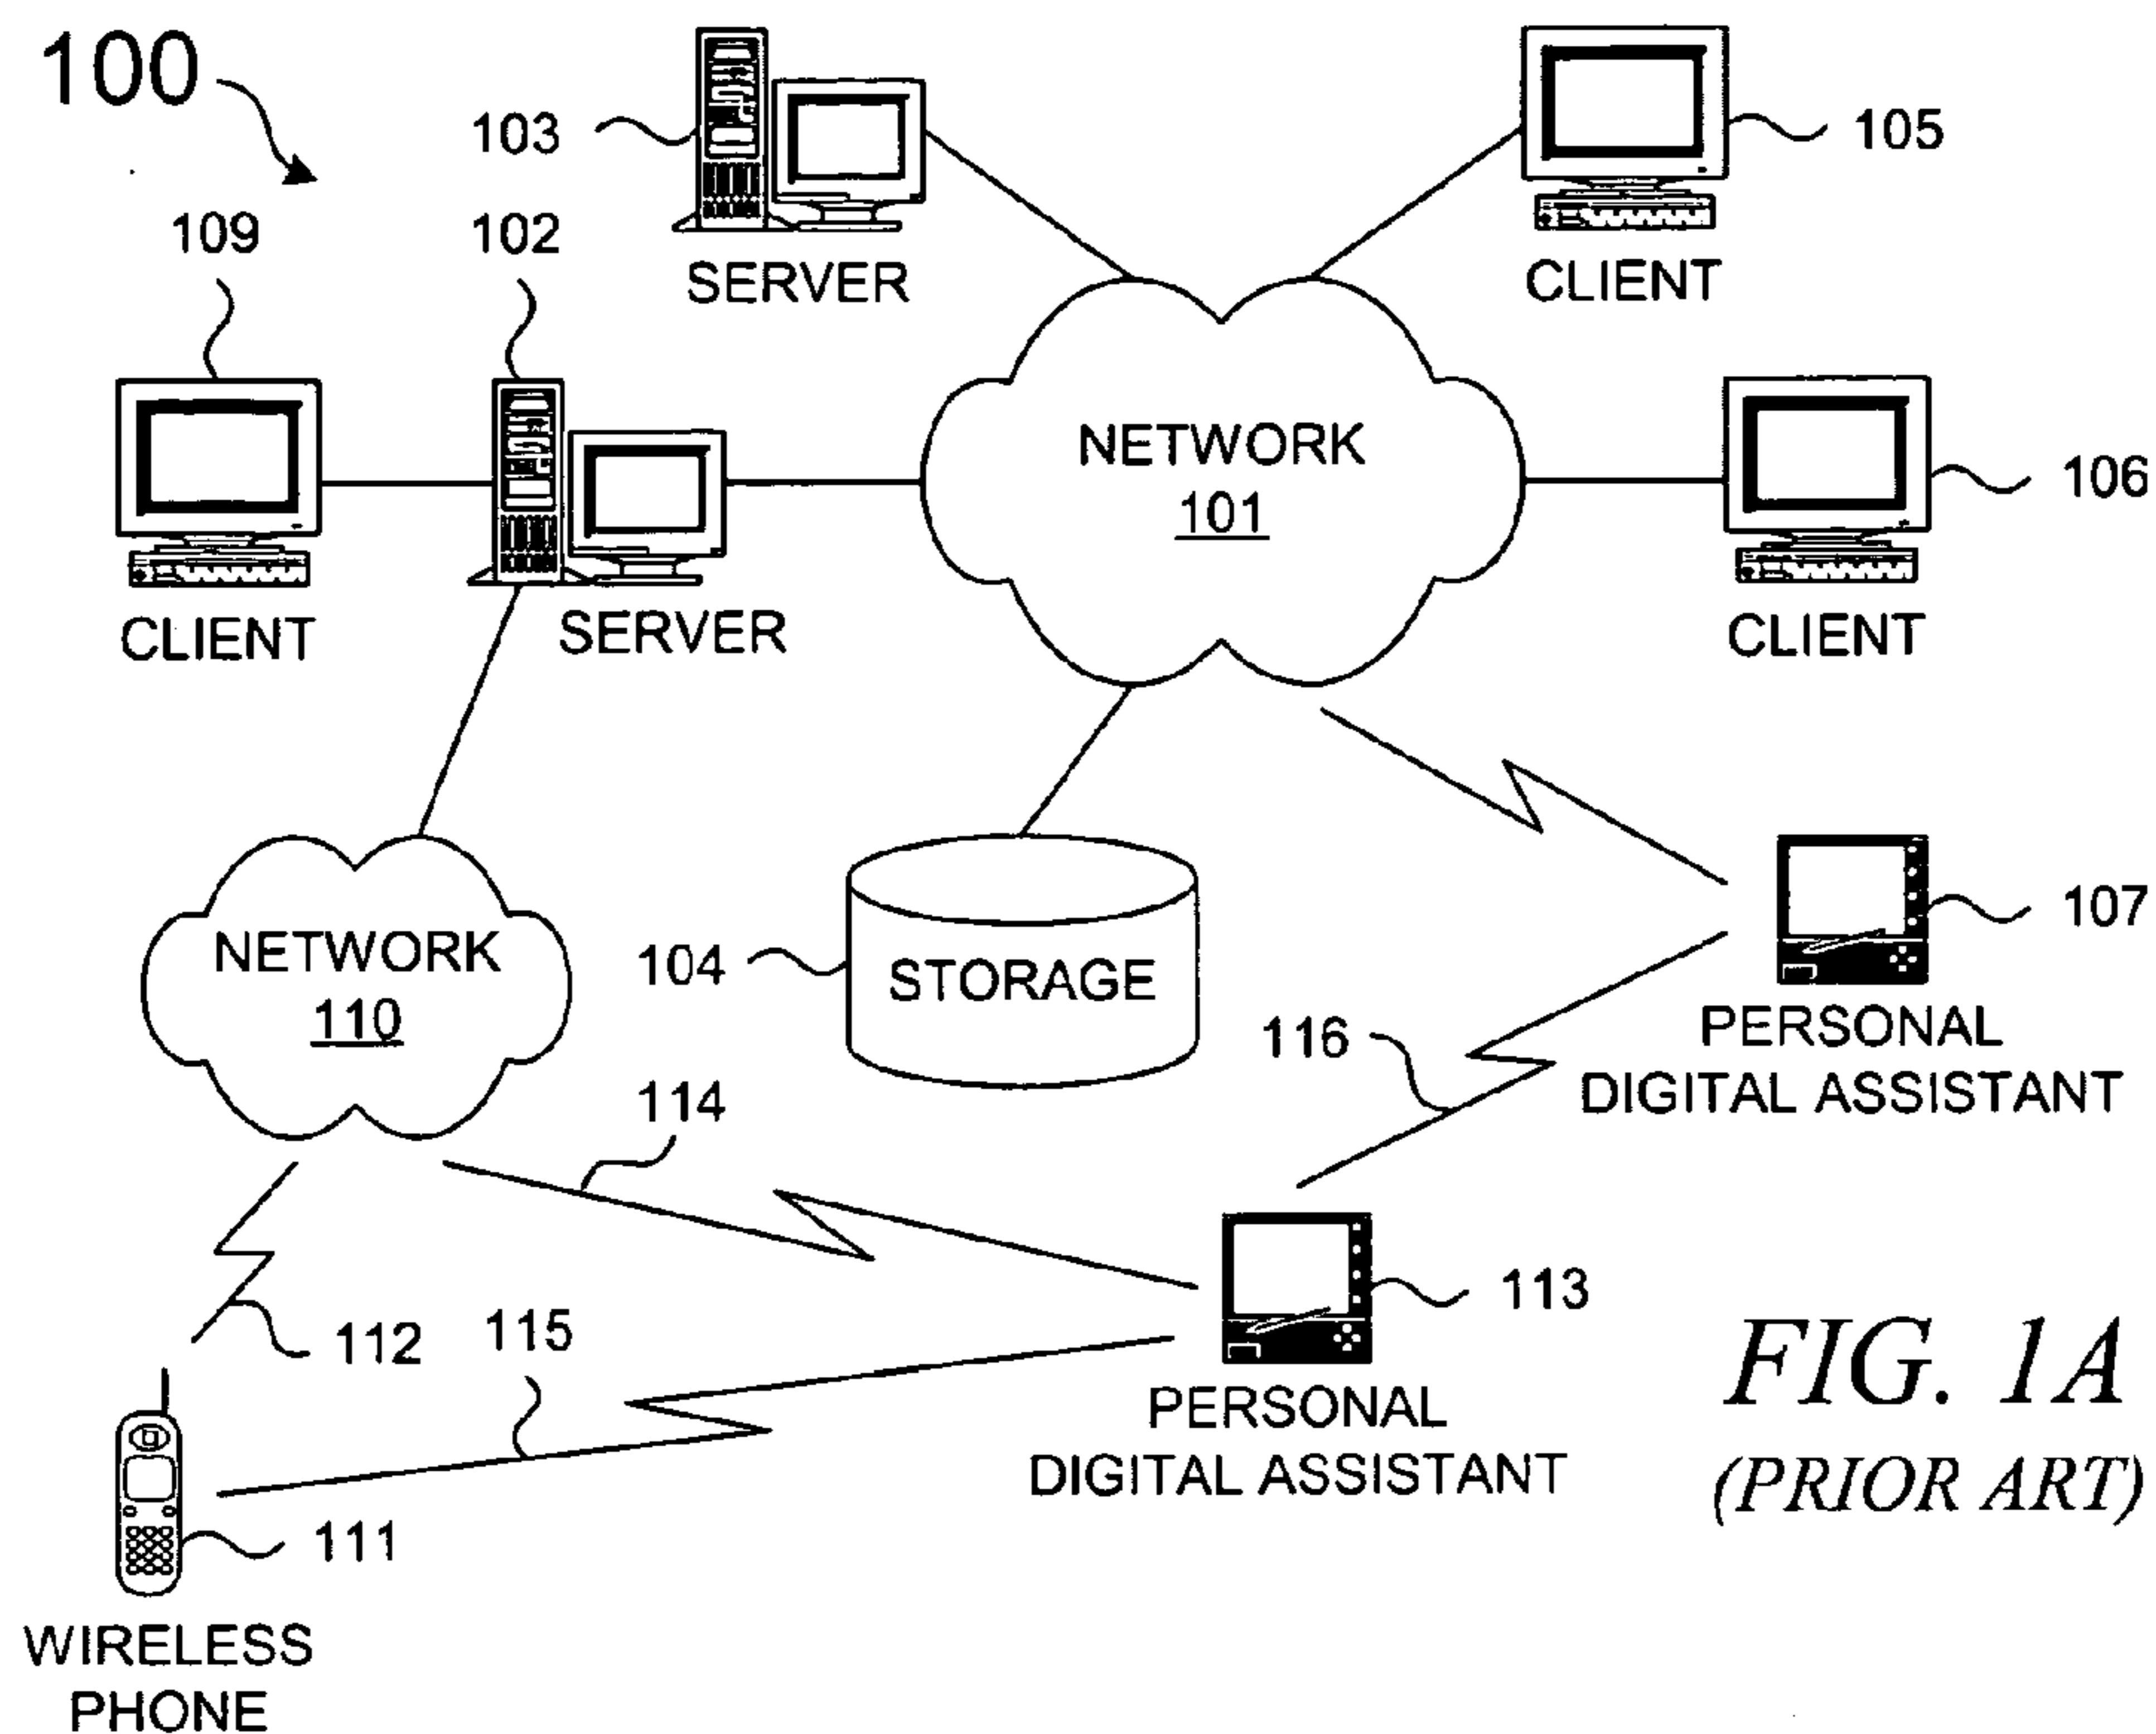 100
103
105
109
102
SERVER
CLIENT
NETWORK
101
106
CLIENT
SERVER
CLIENT
NETWORK
110
104
STORAGE
107
116
PERSONAL
DIGITAL ASSISTANT
114
113
112
115
PERSONAL
DIGITAL ASSISTANT
111
WIRELESS
PHONE
FIG. 1A
(PRIOR ART)